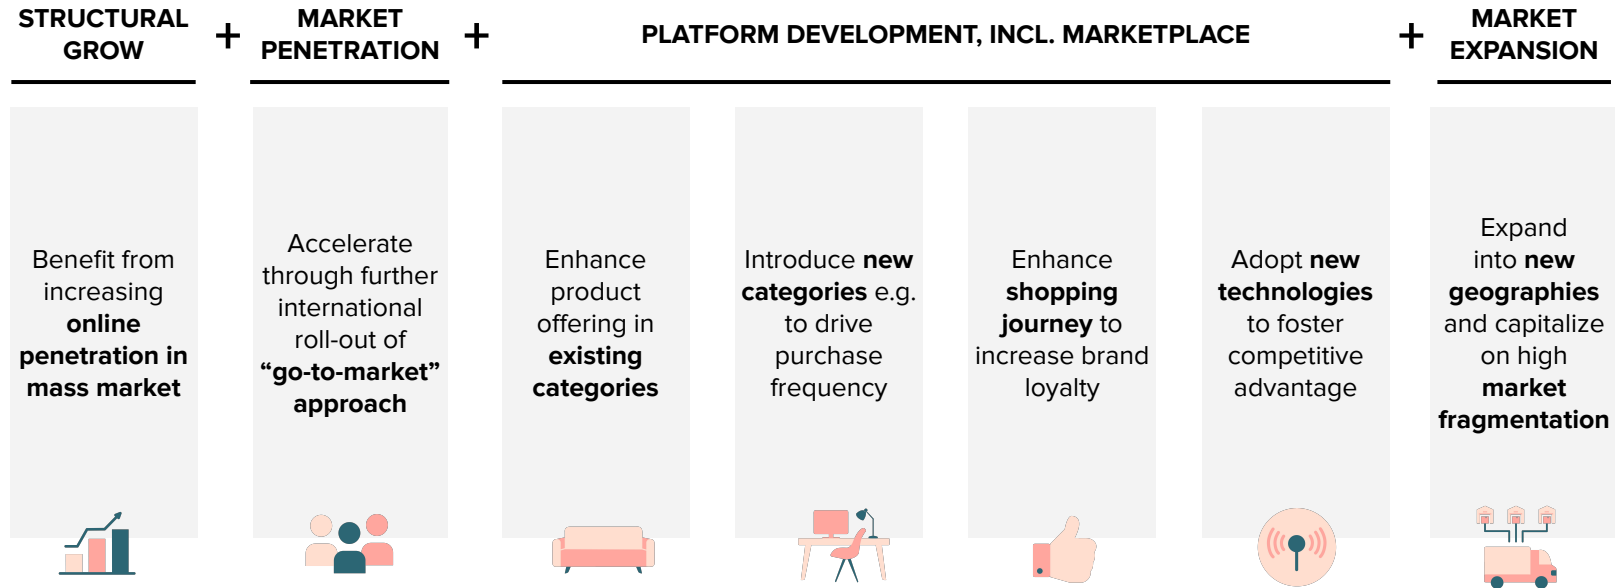 STRUCTURAL
GROW
+
MARKET
PENETRATION
+
PLATFORM DEVELOPMENT, INCL. MARKETPLACE
+
MARKET
EXPANSION
Benefit from
increasing
online
penetration in
mass market
Accelerate
through further
international
roll-out of
“go-to-market”
approach
Enhance
product
offering in
existing
categories
Introduce new
categories e.g.
to drive
purchase
frequency
Enhance
shopping
journey to
increase brand
loyalty
Adopt new
technologies
to foster
competitive
advantage
Expand
into new
geographies
and capitalize
on high
market
fragmentation